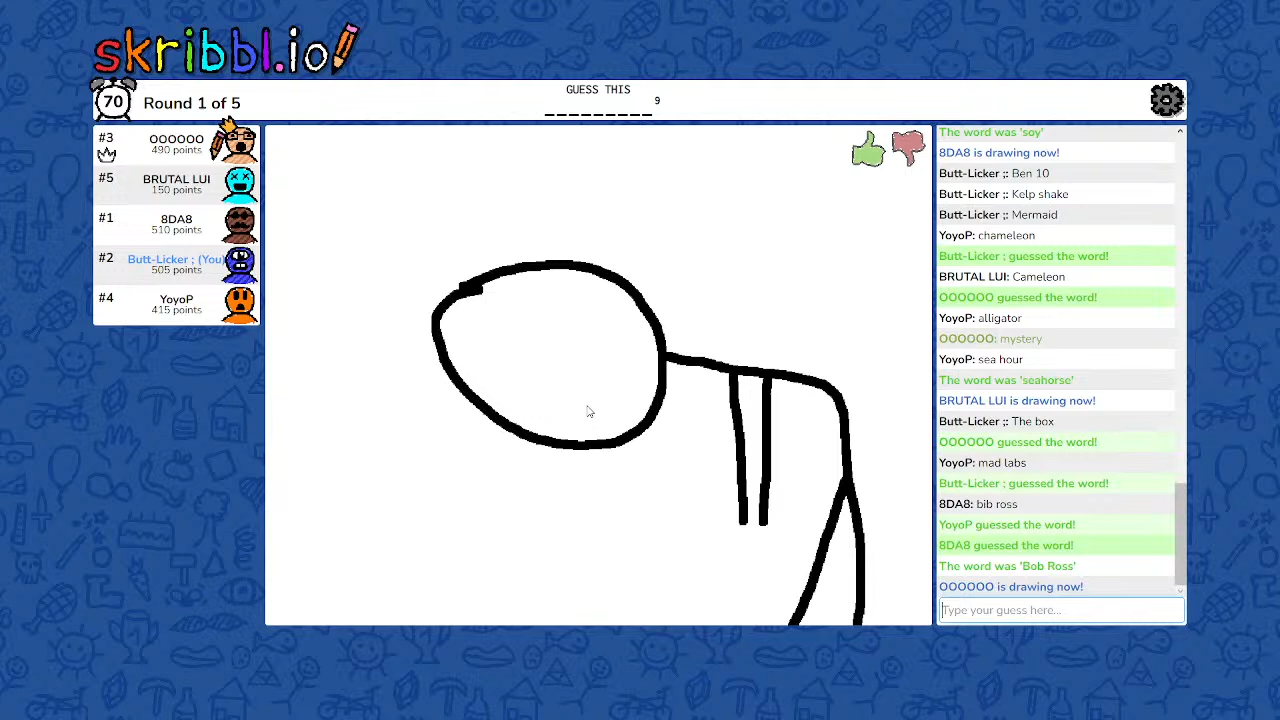 skribbl.io
70
Round 1 of 5
GUESS THIS
_________ 9
#3
OOOOOO
490 points
#5
BRUTAL LUI
150 points
#1
8DA8
510 points
#2
Butt-Licker ; (You)
505 points
#4
YoyoP
415 points
The word was 'soy'
8DA8 is drawing now!
Butt-Licker ;: Ben 10
Butt-Licker ;: Kelp shake
Butt-Licker ;: Mermaid
YoyoP: chameleon
Butt-Licker ; guessed the word!
BRUTAL LUI: Cameleon
OOOOOO guessed the word!
YoyoP: alligator
OOOOOO: mystery
YoyoP: sea hour
The word was 'seahorse'
BRUTAL LUI is drawing now!
Butt-Licker ;: The box
OOOOOO guessed the word!
YoyoP: mad labs
Butt-Licker ; guessed the word!
8DA8: bib ross
YoyoP guessed the word!
8DA8 guessed the word!
The word was 'Bob Ross'
OOOOOO is drawing now!
Type your guess here...